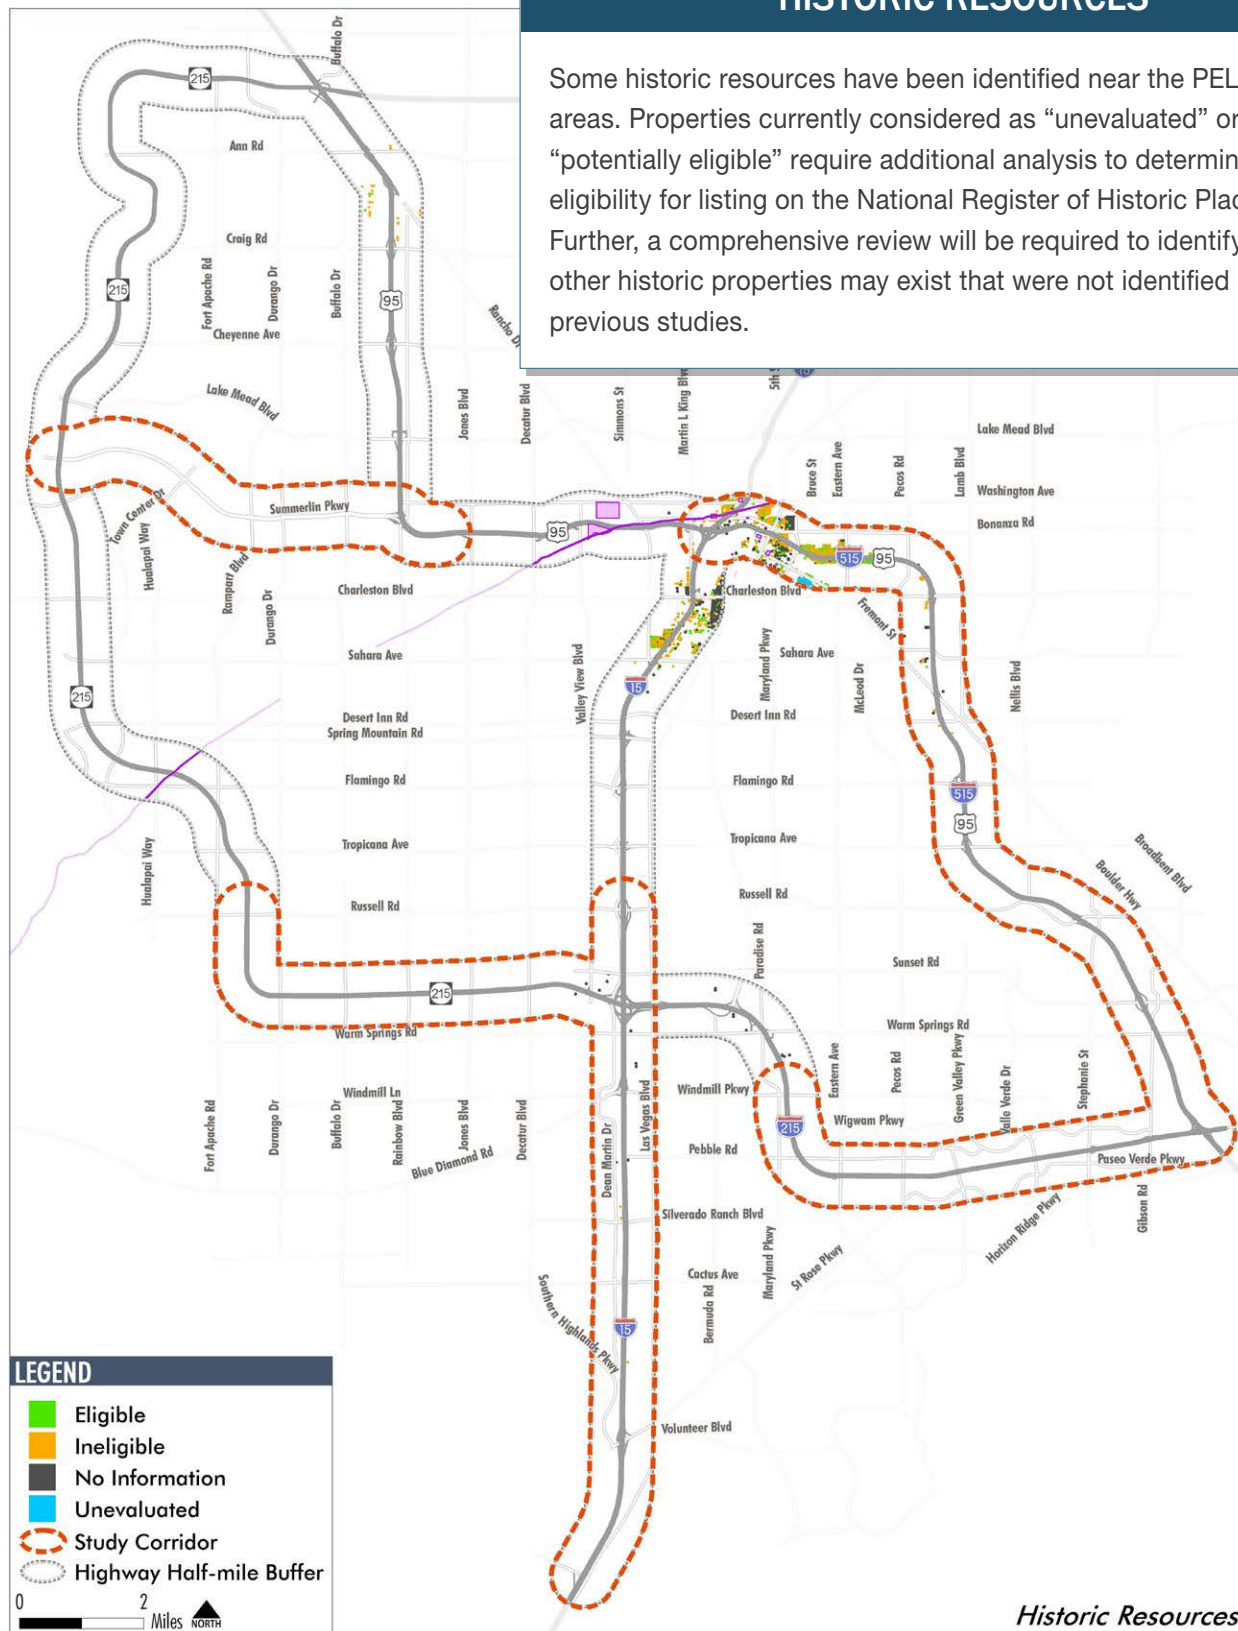 HISTORIC RESOURCES
Some historic resources have been identified near the PEL
areas. Properties currently considered as “unevaluated” or
“potentially eligible” require additional analysis to determin
eligibility for listing on the National Register of Historic Plac
Further, a comprehensive review will be required to identify
other historic properties may exist that were not identified
previous studies.
Buffalo Dr
215
Ann Rd
Craig Rd
215
Fort Apache Rd
Durango Dr
Buffalo Dr
95
Cheyenne Ave
Rancho Dr
Lake Mead Blvd
Jones Blvd
Decatur Blvd
Simmons St
Martin L King Blvd
5th S
15
Lake Mead Blvd
Bruce St
Eastern Ave
Pecos Rd
Lamb Blvd
Washington Ave
Bonanza Rd
Town Center Dr
Summerlin Pkwy
95
515
95
Hualapai Way
Rampart Blvd
Durango Dr
Charleston Blvd
Charleston Blvd
Fremont St
Sahara Ave
Sahara Ave
Valley View Blvd
Maryland Pkwy
McLeod Dr
Nellis Blvd
215
15
Desert Inn Rd
Spring Mountain Rd
Desert Inn Rd
Flamingo Rd
Flamingo Rd
515
95
Tropicana Ave
Tropicana Ave
Hualapai Way
Broadbent Blvd
Boulder Hwy
Russell Rd
Russell Rd
Paradise Rd
Sunset Rd
215
Warm Springs Rd
Warm Springs Rd
Windmill Ln
Windmill Pkwy
Eastern Ave
Pecos Rd
Green Valley Pkwy
Valle Verde Dr
Stephanie St
Fort Apache Rd
Durango Dr
Buffalo Dr
Rainbow Blvd
Jones Blvd
Decatur Blvd
Blue Diamond Rd
Dean Martin Dr
Las Vegas Blvd
215
Wigwam Pkwy
Pebble Rd
Paseo Verde Pkwy
Silverado Ranch Blvd
Gibson Rd
Horizon Ridge Pkwy
Maryland Pkwy
St Rose Pkwy
Cactus Ave
Bermuda Rd
Southern Highlands Pkwy
15
Volunteer Blvd
LEGEND
Eligible
Ineligible
No Information
Unevaluated
Study Corridor
Highway Half-mile Buffer
0 2
Miles NORTH
Historic Resources